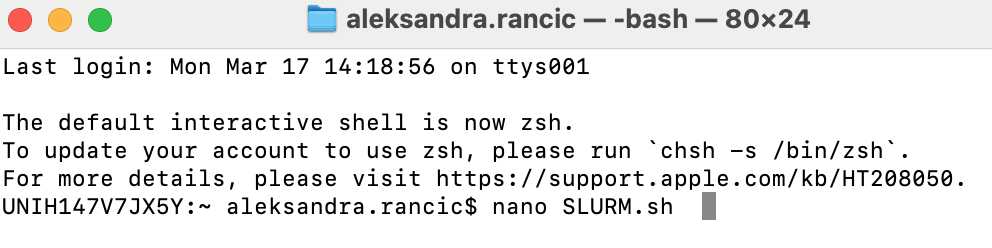 aleksandra.rancic — -bash — 80×24
Last login: Mon Mar 17 14:18:56 on ttys001
The default interactive shell is now zsh.
To update your account to use zsh, please run `chsh -s /bin/zsh`.
For more details, please visit https://support.apple.com/kb/HT208050.
UNIH147V7JX5Y:~ aleksandra.rancic$ nano SLURM.sh